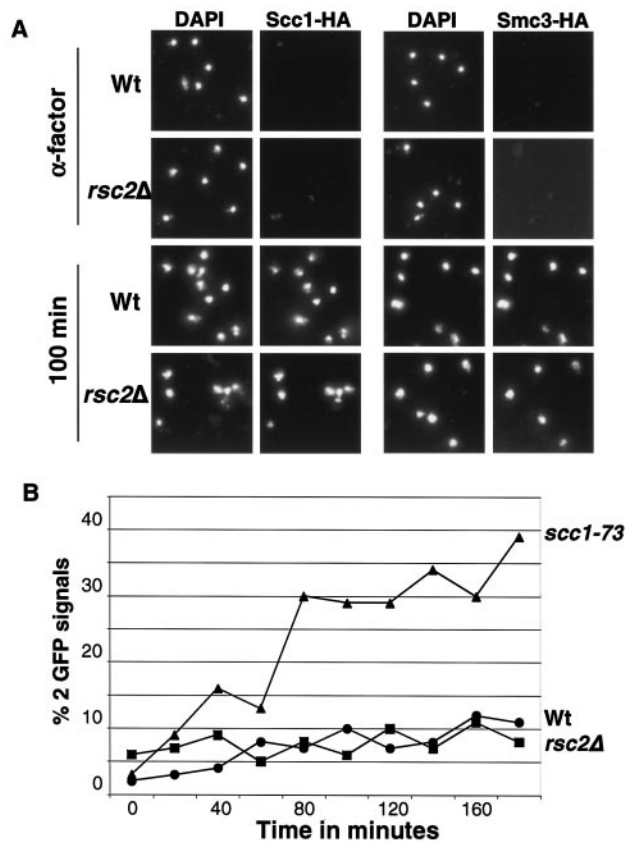 A
DAPI Scc1-HA DAPI Smc3-HA
α-factor
Wt
rsc2Δ
100 min
Wt
rsc2Δ
B
% 2 GFP signals
40
30
20
10
0
scc1-73
Wt
rsc2Δ
0 40 80 120 160
Time in minutes